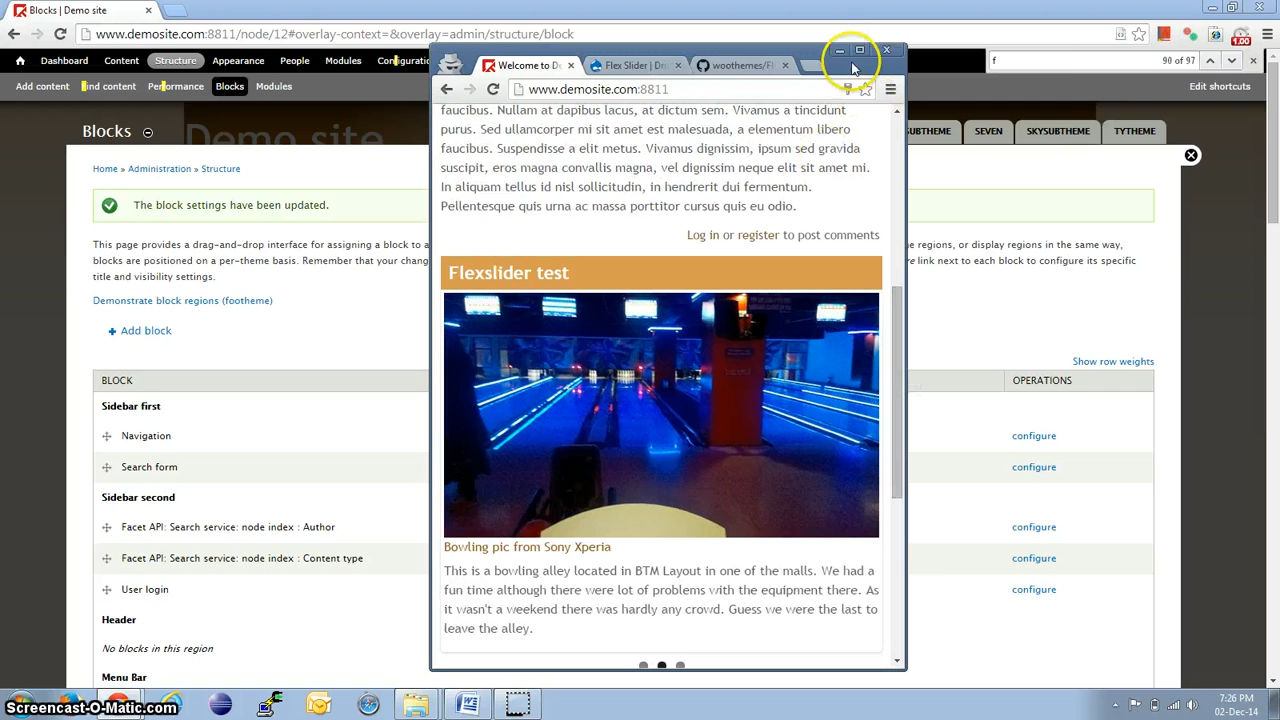 Blocks | Demo site
www.demosite.com:8811/node/12#overlay-context=&overlay=admin/structure/block
1.00
Dashboard Content Structure Appearance People Modules
f 90 of 97
Add content Find content Performance Blocks Modules Edit shortcuts
Blocks
Demo site
SEVEN SKYSUBTHEME TYTHEME
Home » Administration » Structure
The block settings have been updated.
This page provides a drag-and-drop interface for assigning a block to a
e regions, or display regions in the same way,
blocks are positioned on a per-theme basis. Remember that your chang
e link next to each block to configure its specific
title and visibility settings.
Demonstrate block regions (footheme)
Add block
Show row weights
BLOCK OPERATIONS
Sidebar first
Navigation configure
Search form configure
Sidebar second
Facet API: Search service: node index : Author configure
Facet API: Search service: node index : Content type configure
User login configure
Header
No blocks in this region
Menu Bar
Welcome to De Flex Slider | Dru woothemes/Fl
www.demosite.com:8811
faucibus. Nullam at dapibus lacus, at dictum sem. Vivamus a tincidunt
purus. Sed ullamcorper mi sit amet est malesuada, a elementum libero
faucibus. Suspendisse a elit metus. Vivamus dignissim, ipsum sed gravida
suscipit, eros magna convallis magna, vel dignissim neque elit sit amet mi.
In aliquam tellus id nisl sollicitudin, in hendrerit dui fermentum.
Pellentesque quis urna ac massa porttitor cursus quis eu odio.
Log in or register to post comments
Flexslider test
Bowling pic from Sony Xperia
This is a bowling alley located in BTM Layout in one of the malls. We had a
fun time although there were lot of problems with the equipment there. As
it wasn't a weekend there was hardly any crowd. Guess we were the last to
leave the alley.
Screencast-O-Matic.com
7:26 PM
02-Dec-14